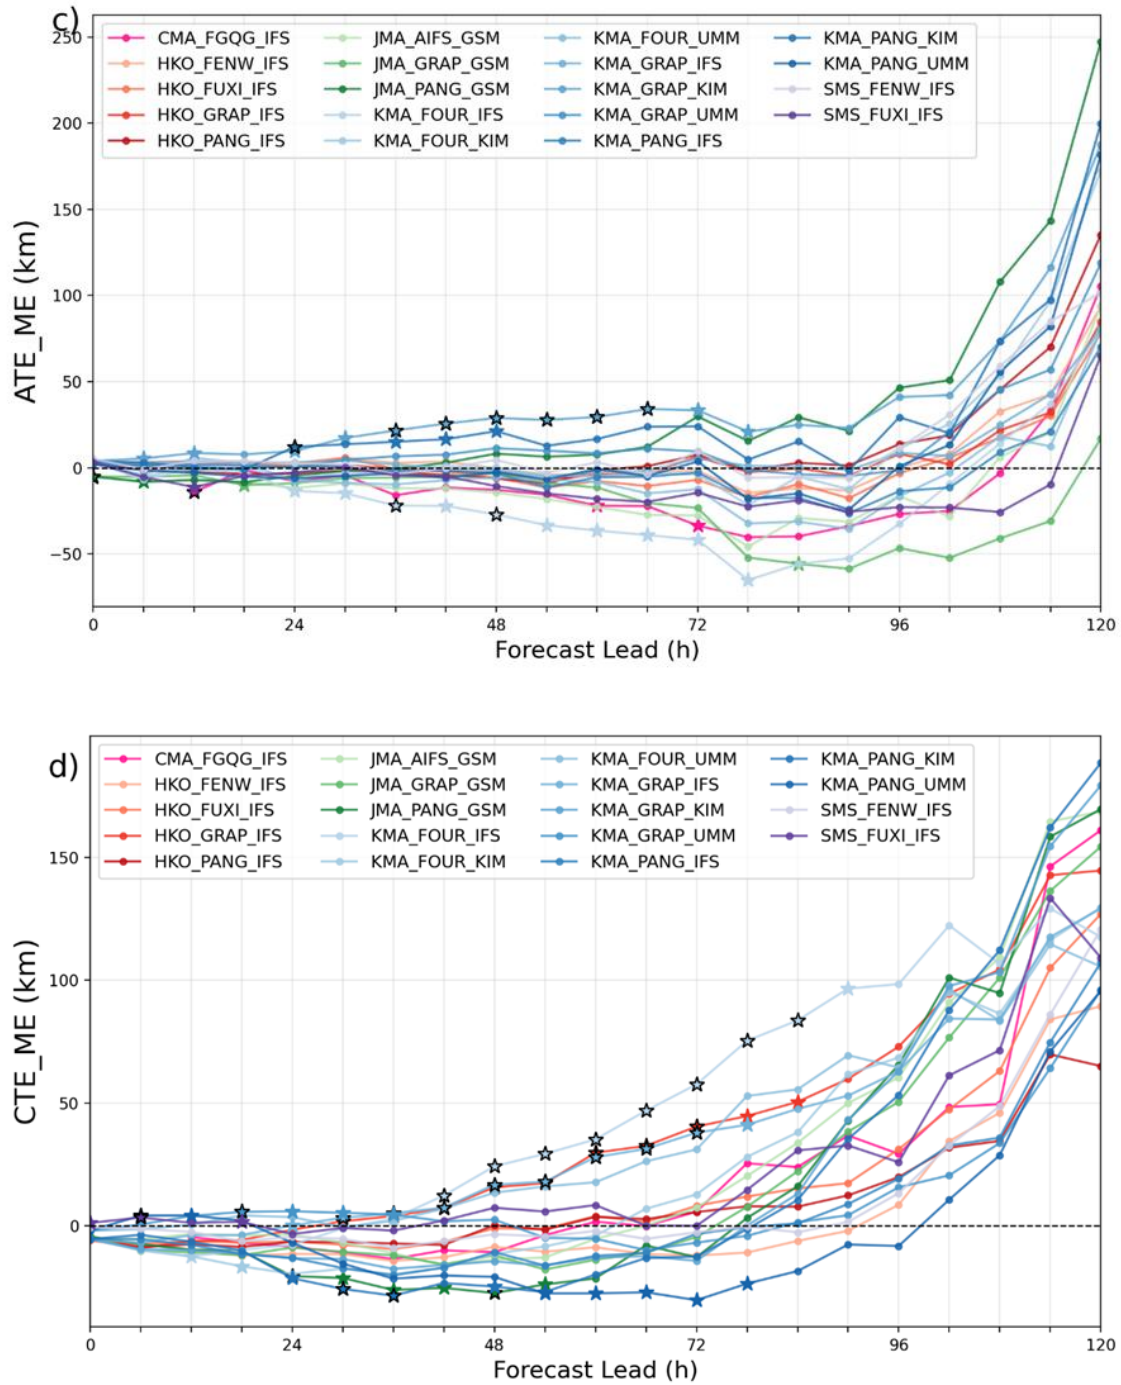 c)
CMA_FGQG_IFS JMA_AIFS_GSM KMA_FOUR_UMM KMA_PANG_KIM
HKO_FENW_IFS JMA_GRAP_GSM KMA_GRAP_IFS KMA_PANG_UMM
HKO_FUXI_IFS JMA_PANG_GSM KMA_GRAP_KIM SMS_FENW_IFS
HKO_GRAP_IFS KMA_FOUR_IFS KMA_GRAP_UMM SMS_FUXI_IFS
HKO_PANG_IFS KMA_FOUR_KIM KMA_PANG_IFS
250
200
150
100
50
0
−50
ATE_ME (km)
0 24 48 72 96 120
Forecast Lead (h)
d)
CMA_FGQG_IFS JMA_AIFS_GSM KMA_FOUR_UMM KMA_PANG_KIM
HKO_FENW_IFS JMA_GRAP_GSM KMA_GRAP_IFS KMA_PANG_UMM
HKO_FUXI_IFS JMA_PANG_GSM KMA_GRAP_KIM SMS_FENW_IFS
HKO_GRAP_IFS KMA_FOUR_IFS KMA_GRAP_UMM SMS_FUXI_IFS
HKO_PANG_IFS KMA_FOUR_KIM KMA_PANG_IFS
150
100
50
0
CTE_ME (km)
0 24 48 72 96 120
Forecast Lead (h)